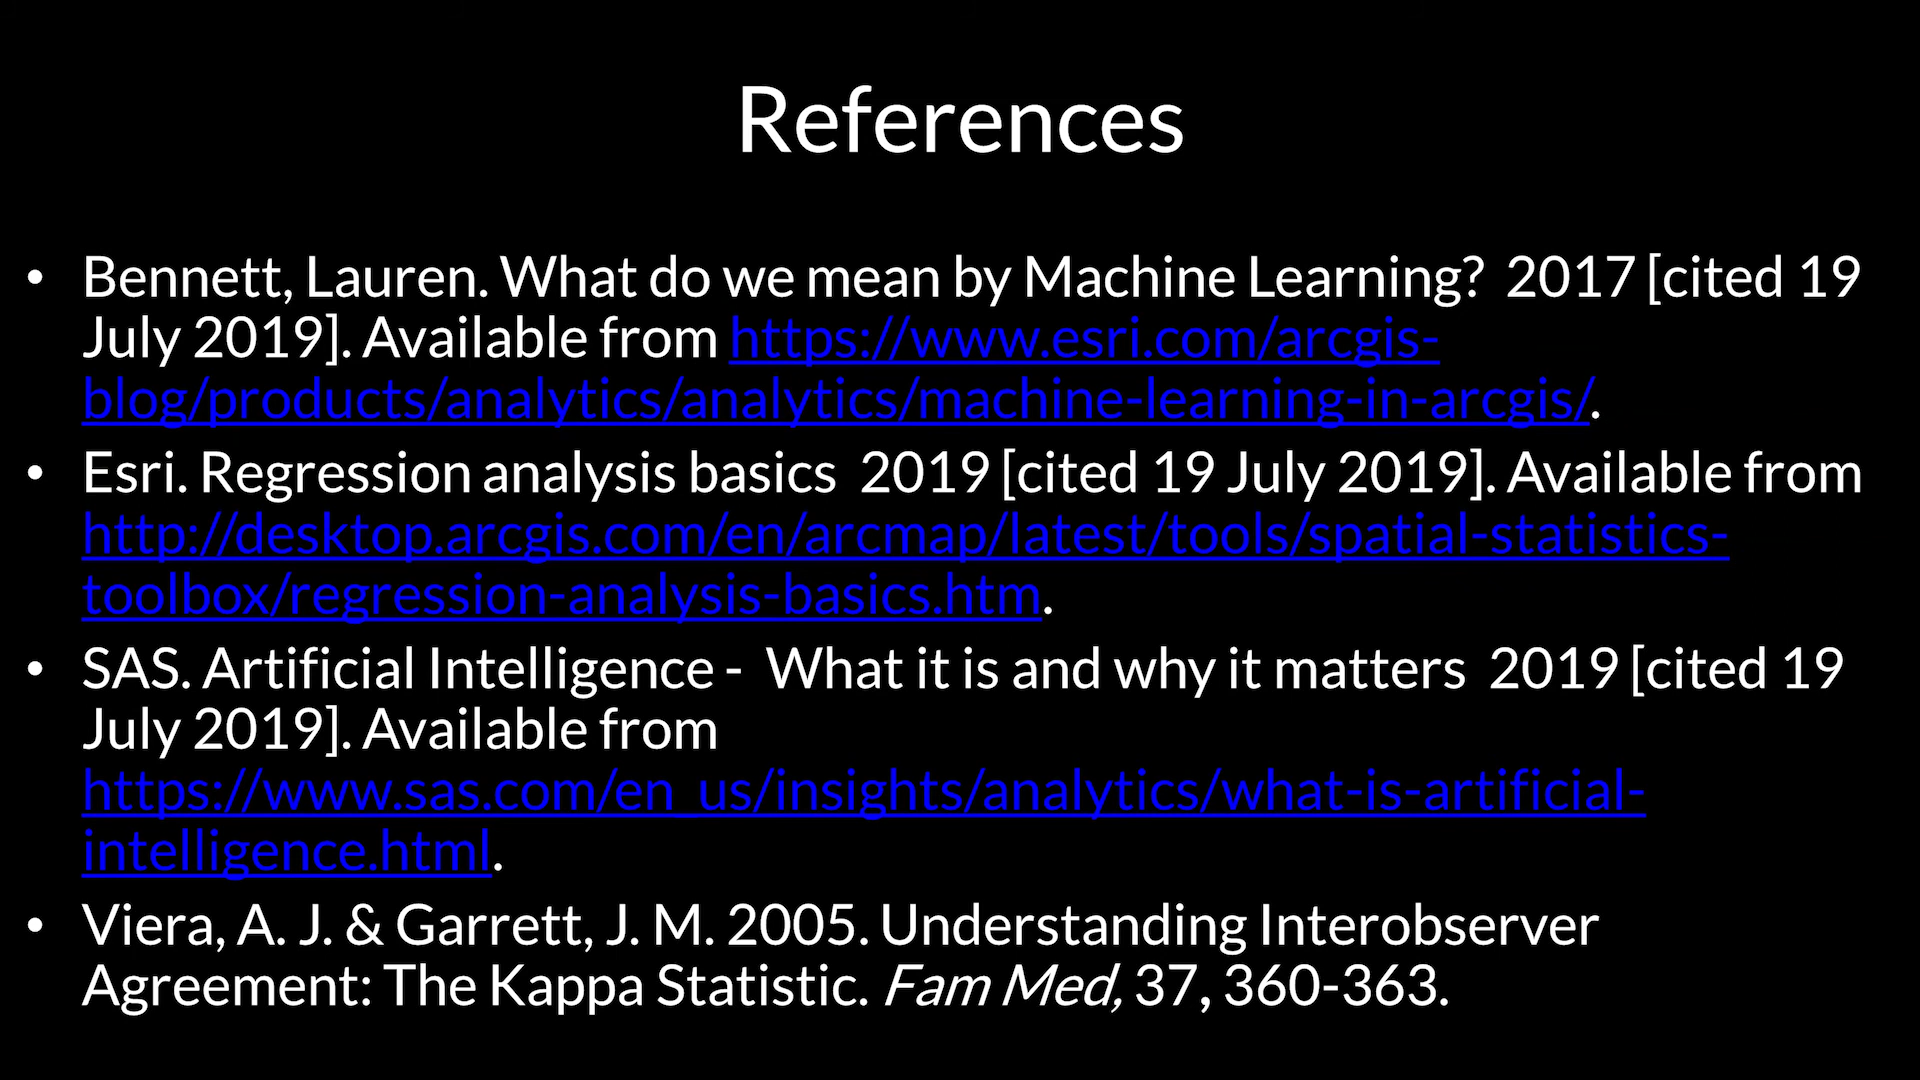 References
• Bennett, Lauren. What do we mean by Machine Learning?  2017 [cited 19
July 2019]. Available from https://www.esri.com/arcgis-
blog/products/analytics/analytics/machine-learning-in-arcgis/.
• Esri. Regression analysis basics  2019 [cited 19 July 2019]. Available from
http://desktop.arcgis.com/en/arcmap/latest/tools/spatial-statistics-
toolbox/regression-analysis-basics.htm.
• SAS. Artificial Intelligence -  What it is and why it matters  2019 [cited 19
July 2019]. Available from
https://www.sas.com/en_us/insights/analytics/what-is-artificial-
intelligence.html.
• Viera, A. J. & Garrett, J. M. 2005. Understanding Interobserver
Agreement: The Kappa Statistic. Fam Med, 37, 360-363.